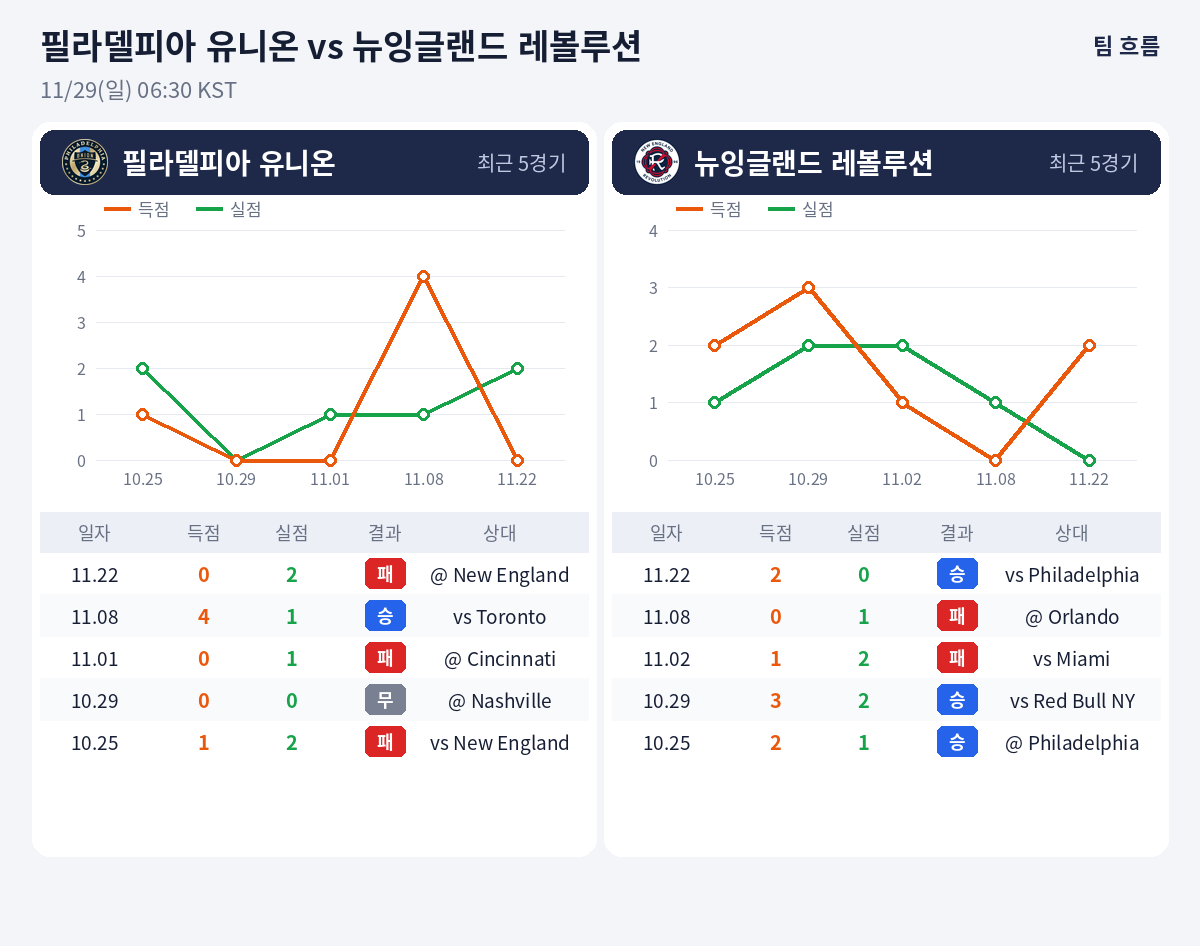 필라델피아 유니온 vs 뉴잉글랜드 레볼루션
팀 흐름
11/29(일) 06:30 KST
필라델피아 유니온
최근 5경기
득점 실점
5
4
3
2
1
0
10.25 10.29 11.01 11.08 11.22
일자 득점 실점 결과 상대
11.22 0 2 패 @ New England
11.08 4 1 승 vs Toronto
11.01 0 1 패 @ Cincinnati
10.29 0 0 무 @ Nashville
10.25 1 2 패 vs New England
뉴잉글랜드 레볼루션
최근 5경기
득점 실점
4
3
2
1
0
10.25 10.29 11.02 11.08 11.22
일자 득점 실점 결과 상대
11.22 2 0 승 vs Philadelphia
11.08 0 1 패 @ Orlando
11.02 1 2 패 vs Miami
10.29 3 2 승 vs Red Bull NY
10.25 2 1 승 @ Philadelphia